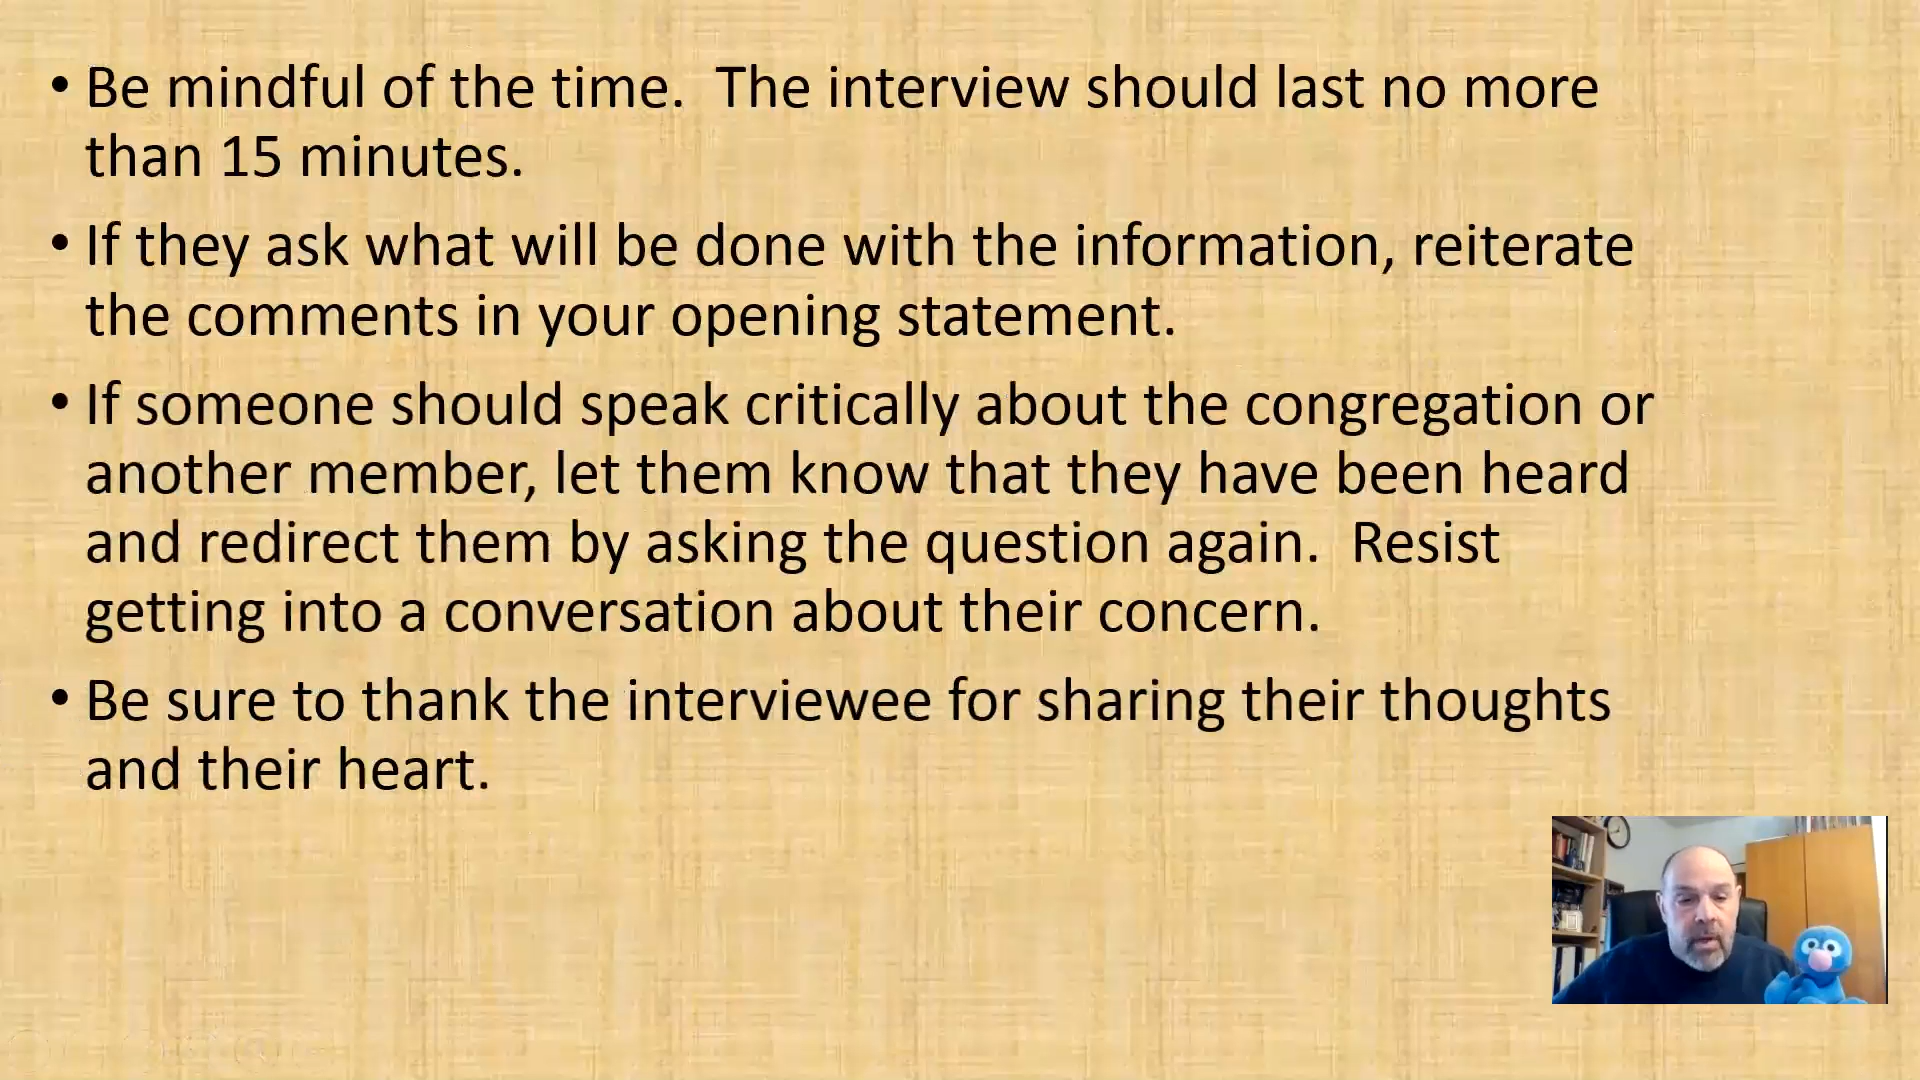 • Be mindful of the time.  The interview should last no more
than 15 minutes.
• If they ask what will be done with the information, reiterate
the comments in your opening statement.
• If someone should speak critically about the congregation or
another member, let them know that they have been heard
and redirect them by asking the question again.  Resist
getting into a conversation about their concern.
• Be sure to thank the interviewee for sharing their thoughts
and their heart.